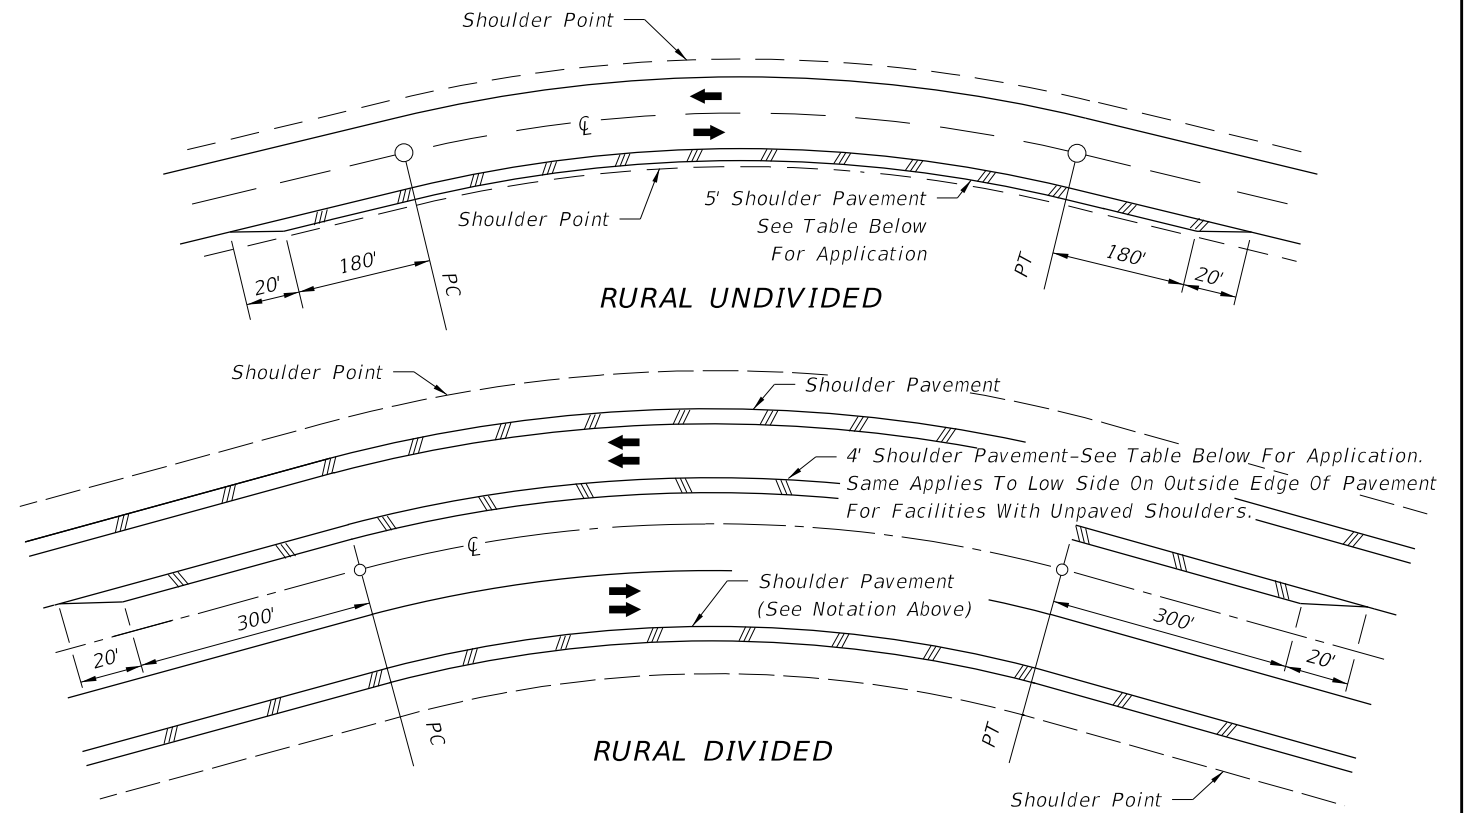 Shoulder Point
℄
Shoulder Point
5' Shoulder Pavement
See Table Below
For Application
20'
180'
PC
PT
180'
20'
RURAL UNDIVIDED
Shoulder Point
Shoulder Pavement
4' Shoulder Pavement-See Table Below For Application.
Same Applies To Low Side On Outside Edge Of Pavement
For Facilities With Unpaved Shoulders.
℄
Shoulder Pavement
(See Notation Above)
20'
300'
300'
20'
PC
PT
RURAL DIVIDED
Shoulder Point